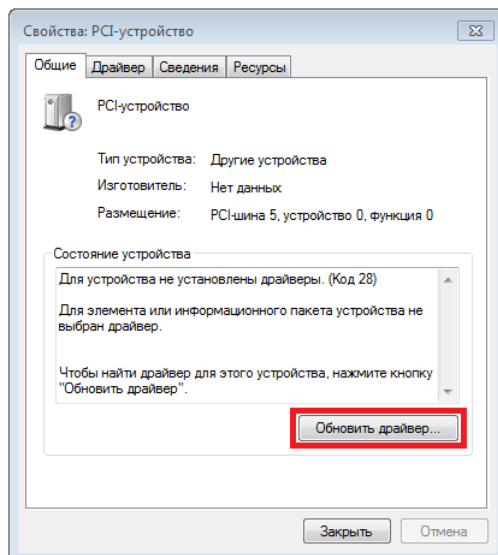 Свойства: PCI-устройство
Общие Драйвер Сведения Ресурсы
PCI-устройство
Тип устройства: Другие устройства
Изготовитель: Нет данных
Размещение: PCI-шина 5, устройство 0, функция 0
Состояние устройства
Для устройства не установлены драйверы. (Код 28)
Для элемента или информационного пакета устройства не
выбран драйвер.
Чтобы найти драйвер для этого устройства, нажмите кнопку
"Обновить драйвер".
Обновить драйвер...
Закрыть Отмена